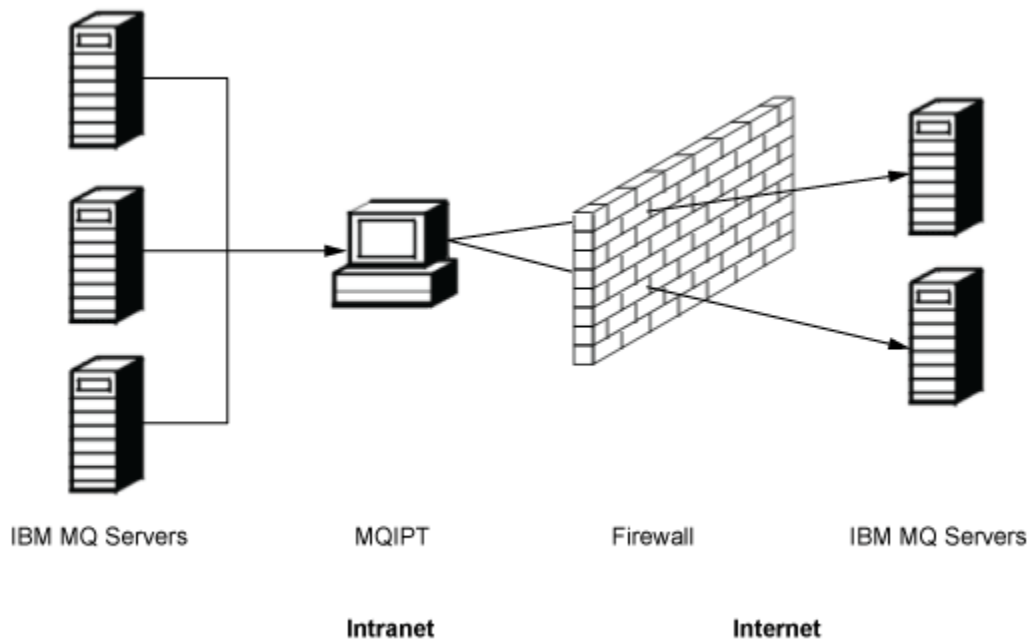 IBM MQ Servers
MQIPT
Firewall
IBM MQ Servers
Intranet
Internet